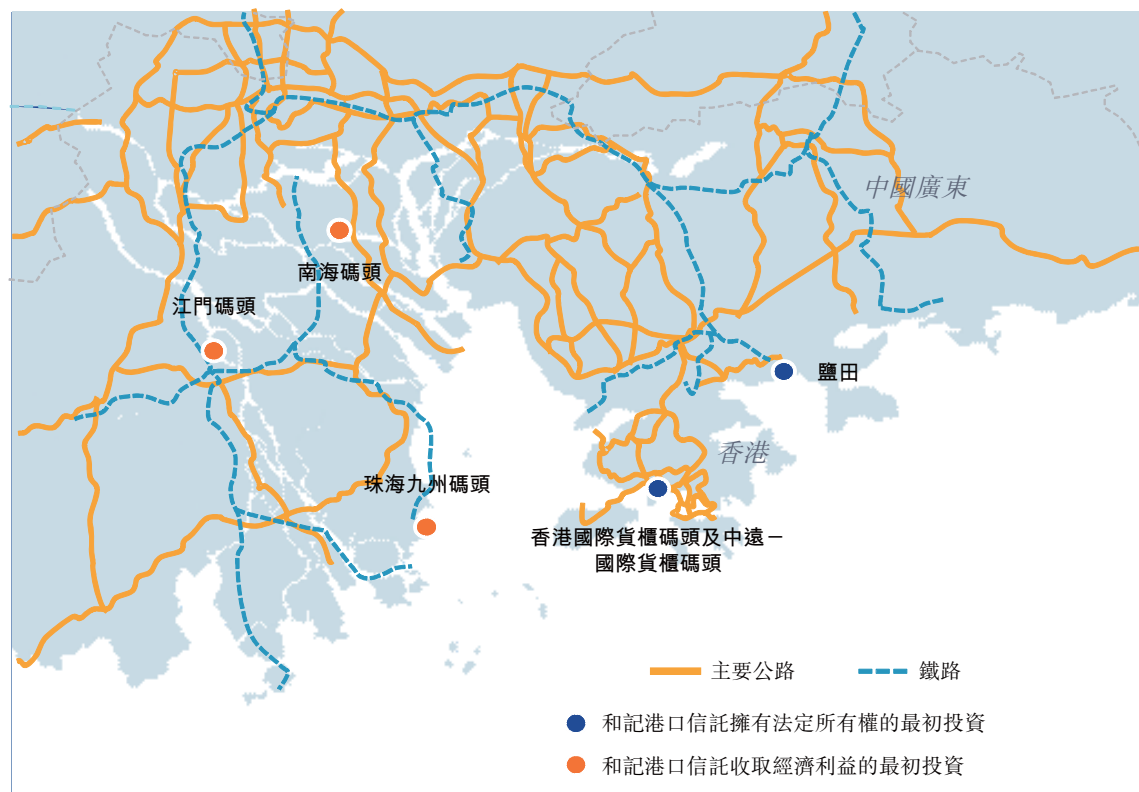 中國廣東
南海碼頭
江門碼頭
鹽田
香港
珠海九州碼頭
香港國際貨櫃碼頭及中遠－
國際貨櫃碼頭
主要公路
鐵路
和記港口信託擁有法定所有權的最初投資
和記港口信託收取經濟利益的最初投資